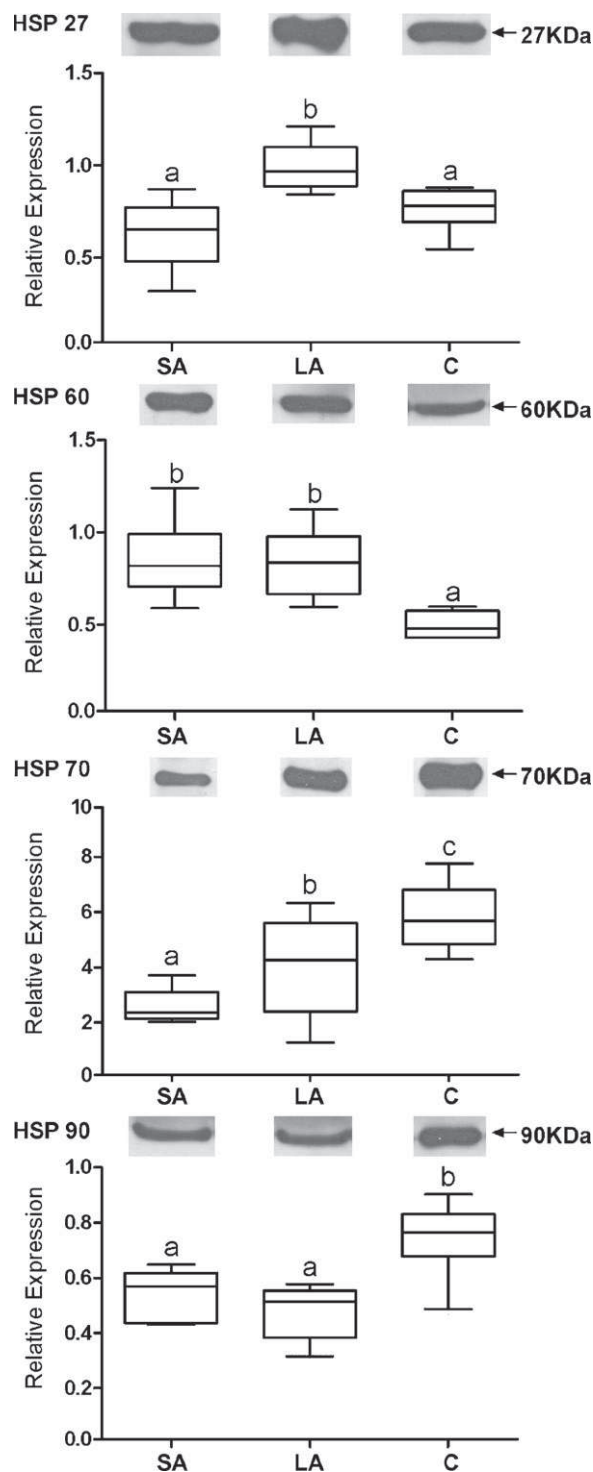 HSP 27
27KDa
1.5
b
1.0
a
a
0.5
0.0
Relative Expression
SA LA C
HSP 60
60KDa
1.5
b
b
1.0
a
0.5
0.0
Relative Expression
SA LA C
HSP 70
70KDa
10
8
c
b
6
a
4
2
0
Relative Expression
SA LA C
HSP 90
90KDa
1.0
b
0.8
a
a
0.6
0.4
0.2
0.0
Relative Expression
SA LA C